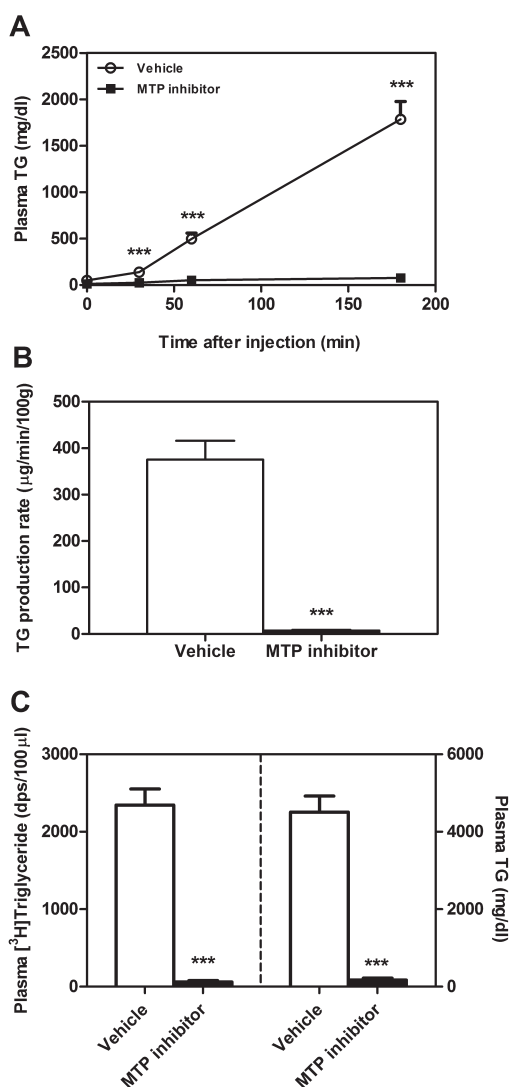 A
Plasma TG (mg/dl)
2500
2000
1500
1000
500
0
Vehicle
MTP inhibitor
***
***
***
0
50
100
150
200
Time after injection (min)
B
TG production rate (μg/min/100g)
500
400
300
200
100
0
***
Vehicle
MTP inhibitor
C
Plasma [³H]Triglyceride (dps/100μl)
3000
2000
1000
0
***
***
6000
4000
2000
0
Plasma TG (mg/dl)
Vehicle
MTP inhibitor
Vehicle
MTP inhibitor